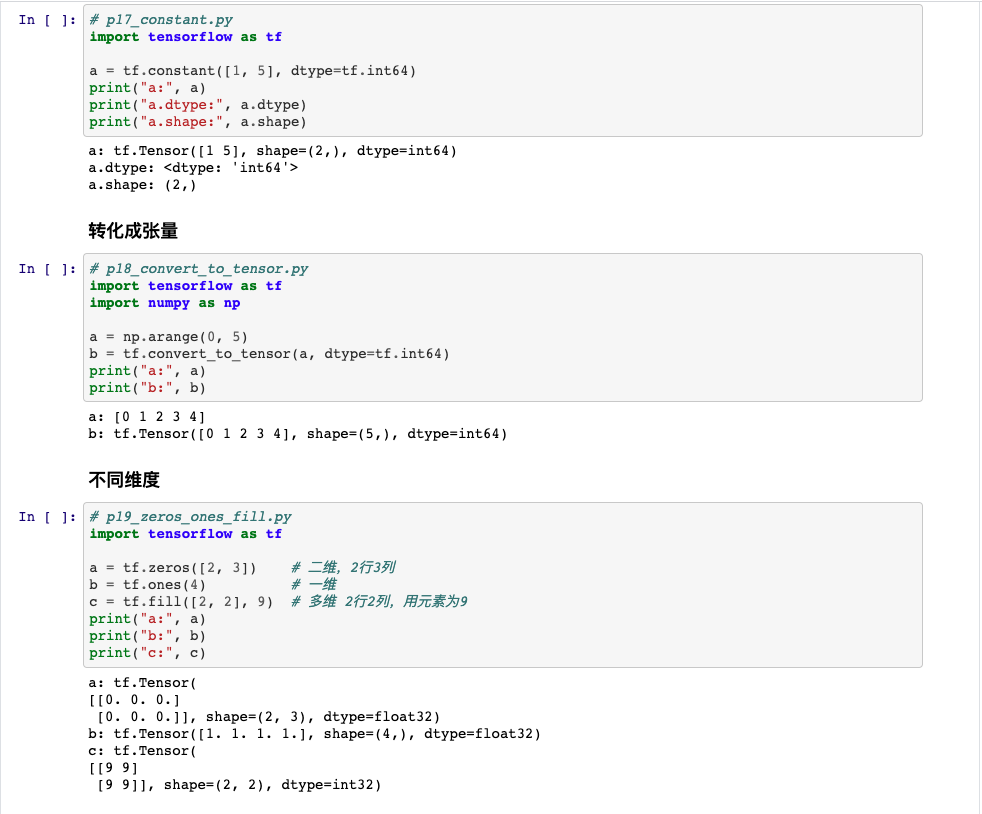 In [ ]: # p17_constant.py
import tensorflow as tf
a = tf.constant([1, 5], dtype=tf.int64)
print("a:", a)
print("a.dtype:", a.dtype)
print("a.shape:", a.shape)
a: tf.Tensor([1 5], shape=(2,), dtype=int64)
a.dtype: <dtype: 'int64'>
a.shape: (2,)
转化成张量
In [ ]: # p18_convert_to_tensor.py
import tensorflow as tf
import numpy as np
a = np.arange(0, 5)
b = tf.convert_to_tensor(a, dtype=tf.int64)
print("a:", a)
print("b:", b)
a: [0 1 2 3 4]
b: tf.Tensor([0 1 2 3 4], shape=(5,), dtype=int64)
不同维度
In [ ]: # p19_zeros_ones_fill.py
import tensorflow as tf
a = tf.zeros([2, 3])    # 二维，2行3列
b = tf.ones(4)          # 一维
c = tf.fill([2, 2], 9)  # 多维 2行2列，用元素为9
print("a:", a)
print("b:", b)
print("c:", c)
a: tf.Tensor(
[[0. 0. 0.]
 [0. 0. 0.]], shape=(2, 3), dtype=float32)
b: tf.Tensor([1. 1. 1. 1.], shape=(4,), dtype=float32)
c: tf.Tensor(
[[9 9]
 [9 9]], shape=(2, 2), dtype=int32)